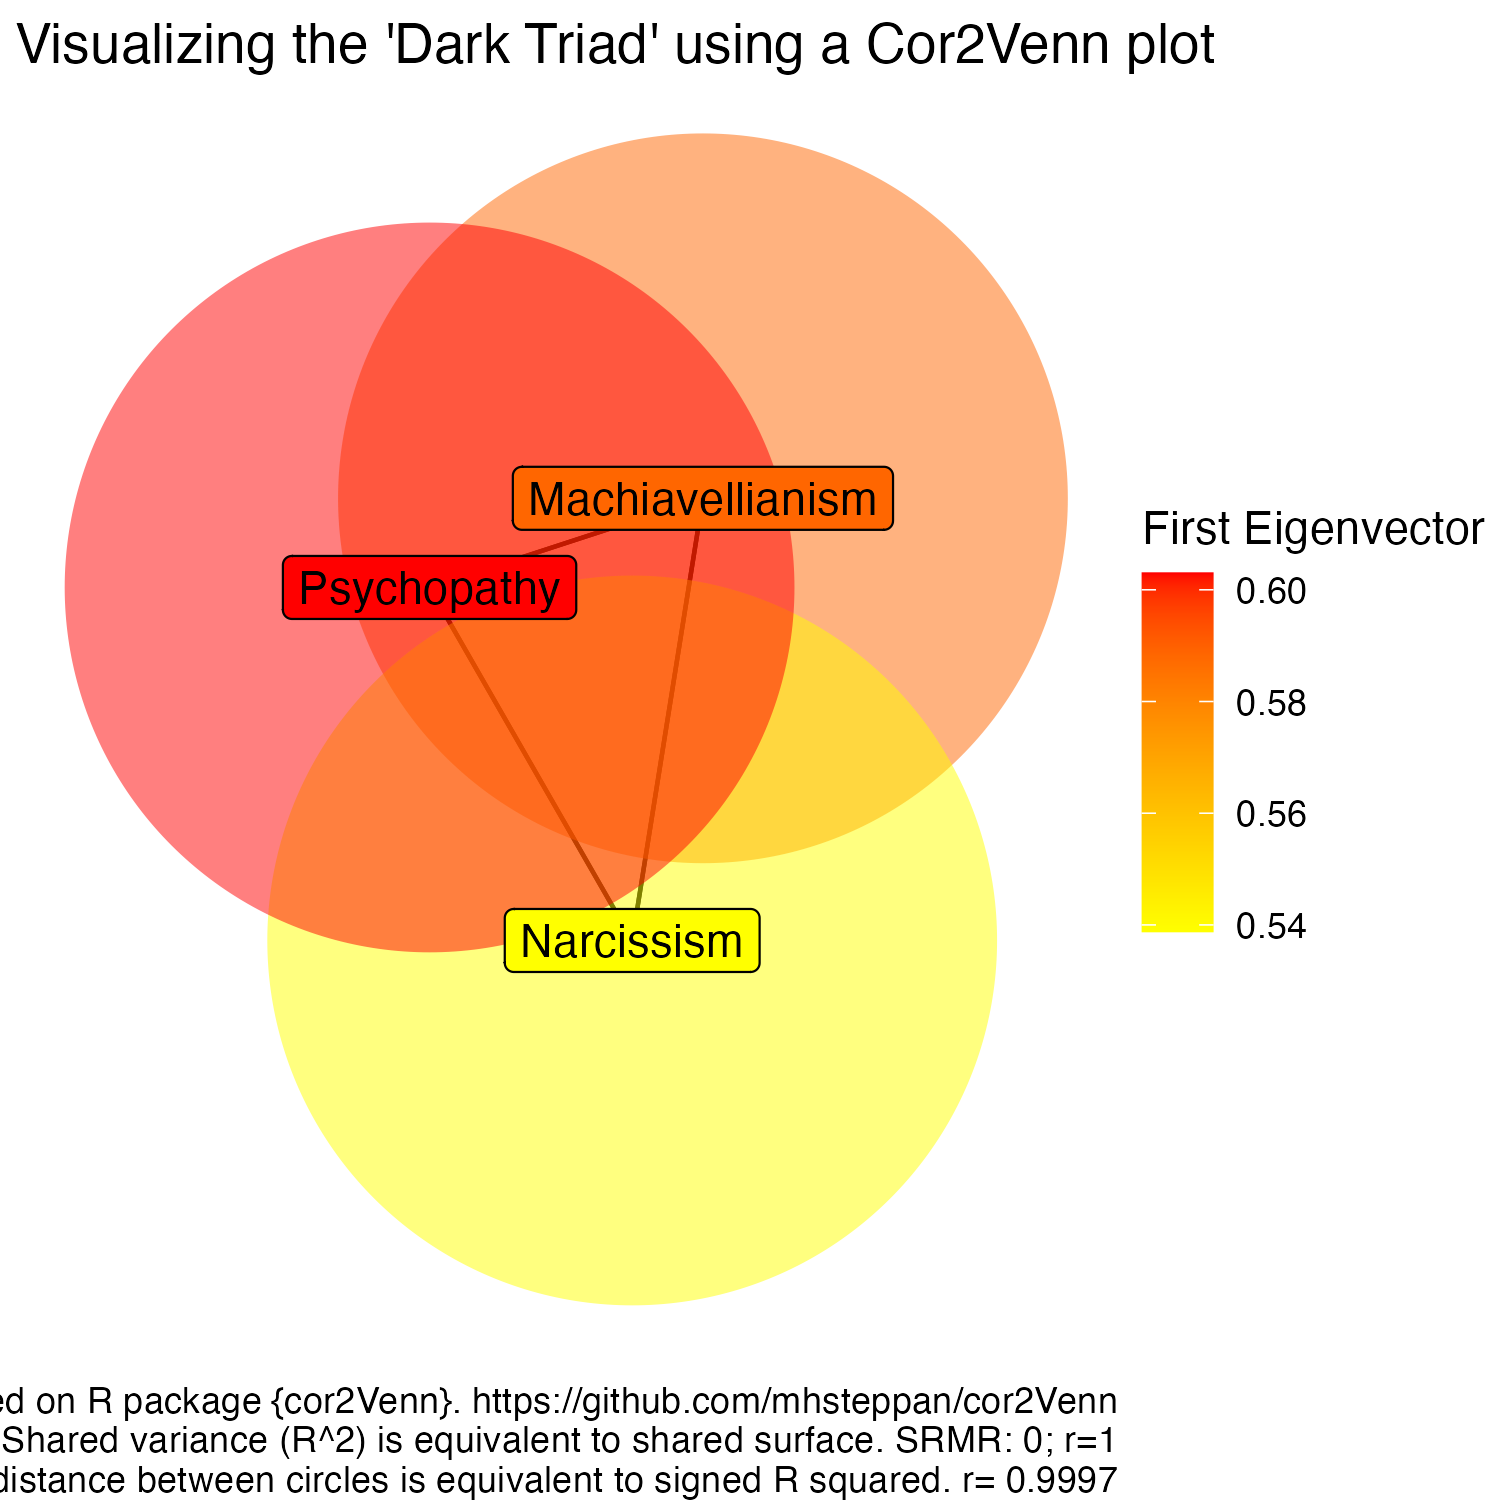 Visualizing the 'Dark Triad' using a Cor2Venn plot
Machiavellianism
Psychopathy
Narcissism
First Eigenvector
0.60
0.58
0.56
0.54
on R package {cor2Venn}. https://github.com/mhsteppan/cor2Venn
Shared variance (R^2) is equivalent to shared surface. SRMR: 0; r=1
distance between circles is equivalent to signed R squared. r= 0.9997